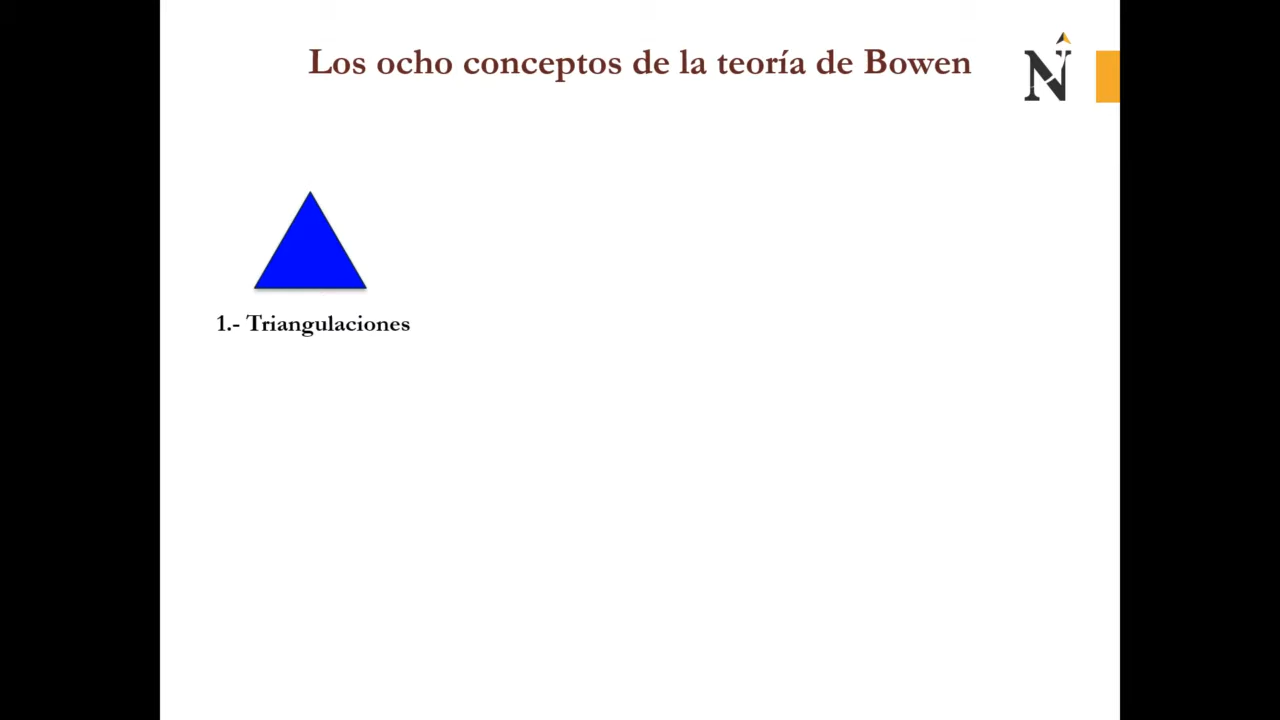 Los ocho conceptos de la teoría de Bowen
N
1.- Triangulaciones